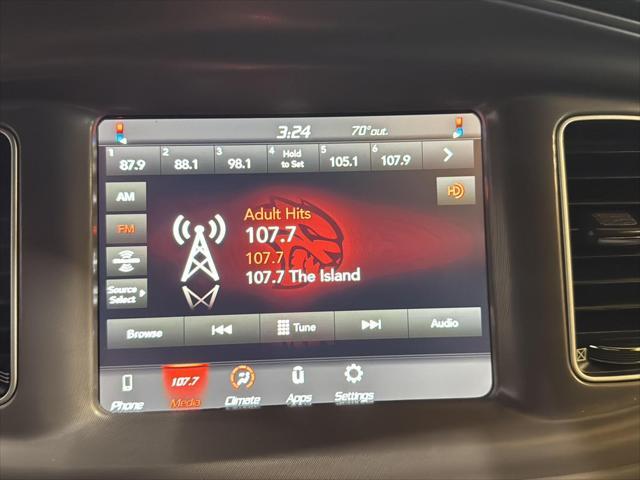 3:24 70°out.
1 87.9 2 88.1 3 98.1 4 Hold to Set 5 105.1 6 107.9
AM
HD
FM
Adult Hits
107.7
107.7
107.7 The Island
Source Select
Browse Tune Audio
107.7
Phone Media Climate Apps Settings